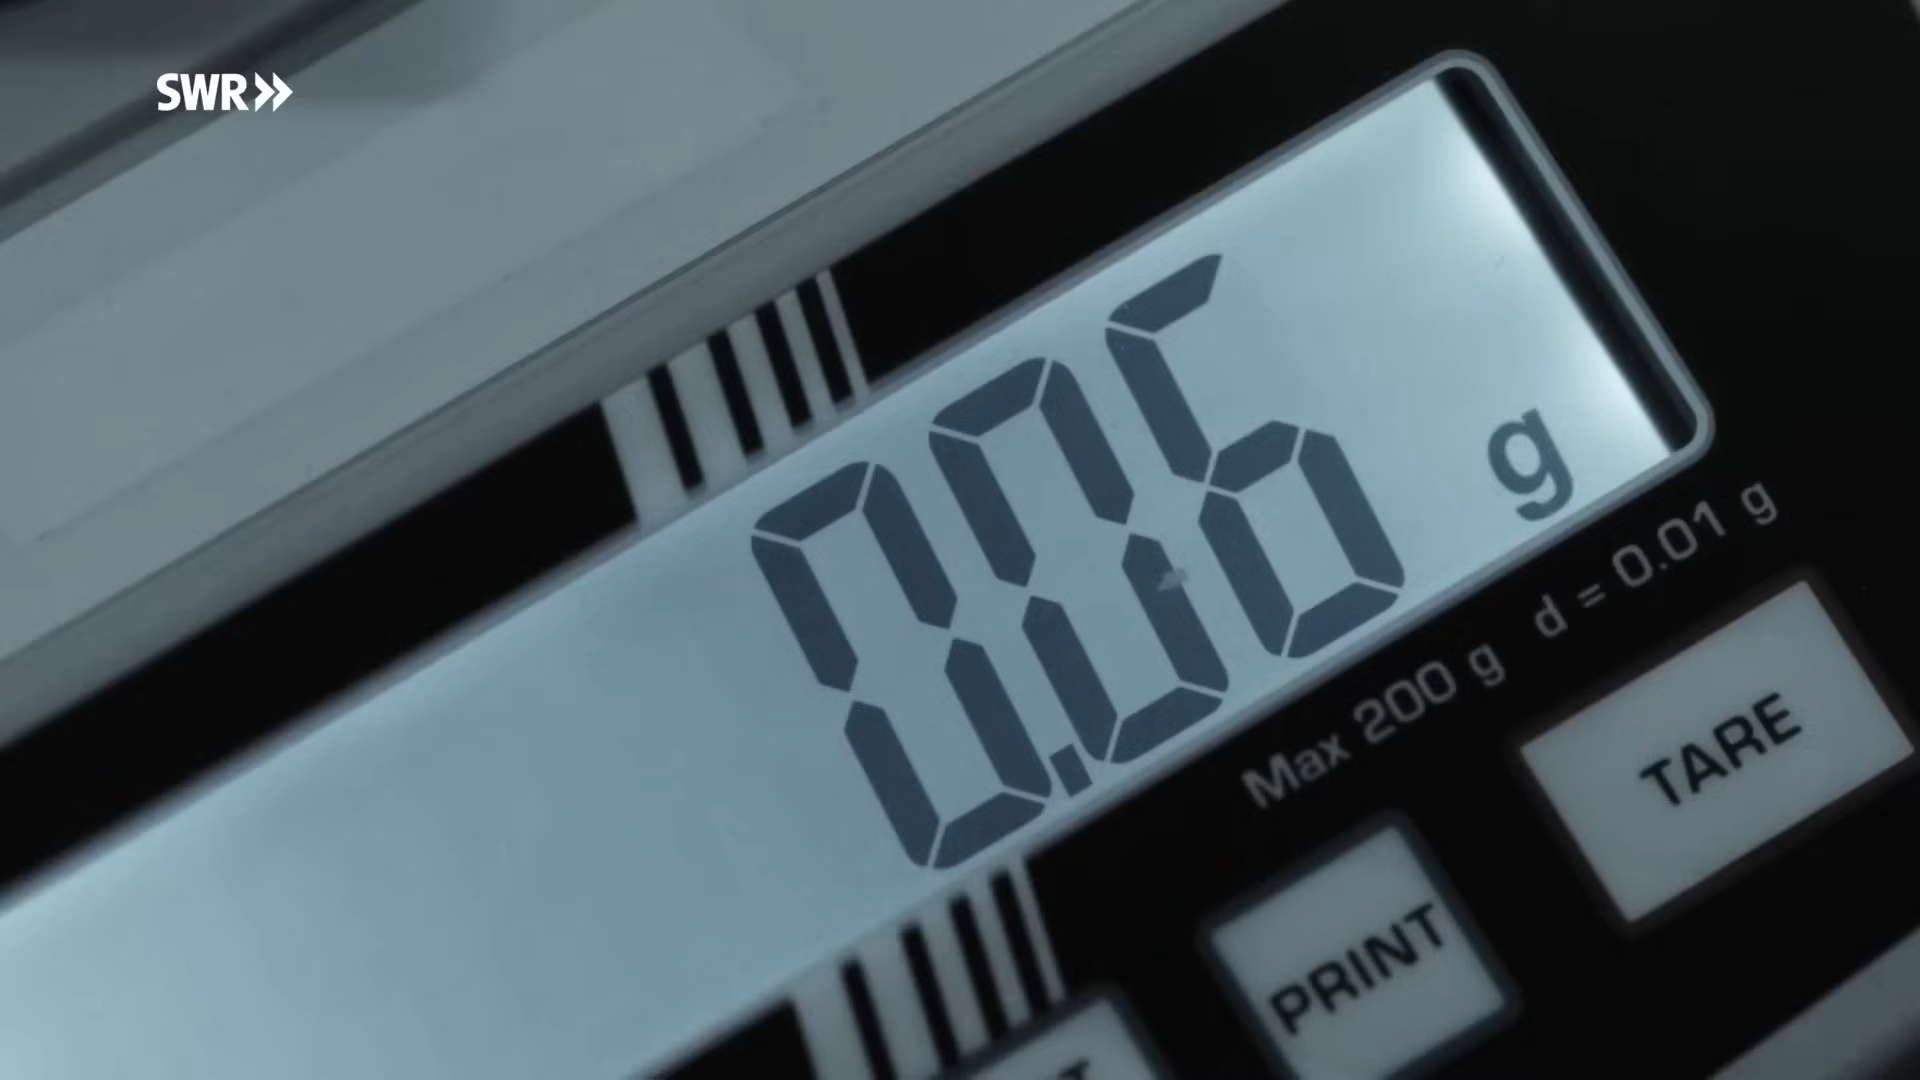 SWR
0.06 g
Max 200 g d = 0.01 g
TARE
PRINT